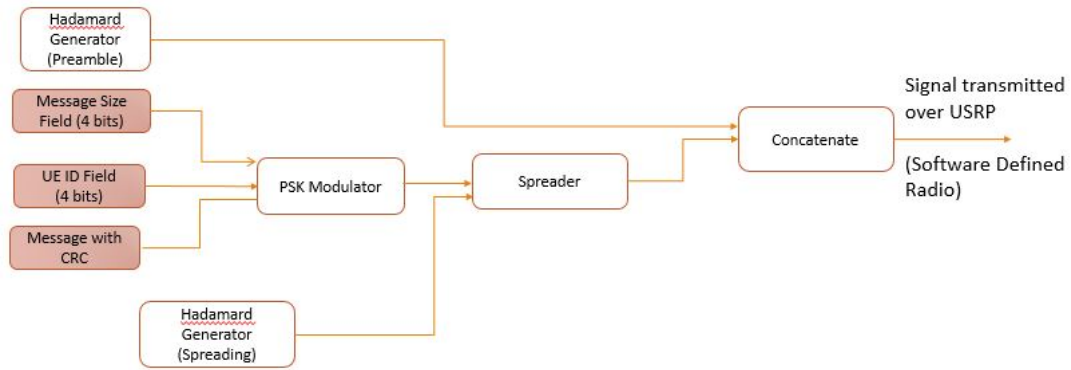 Hadamard
Generator
(Preamble)
Message Size
Field (4 bits)
UE ID Field
(4 bits)
Message with
CRC
PSK Modulator
Spreader
Hadamard
Generator
(Spreading)
Concatenate
Signal transmitted
over USRP
(Software Defined
Radio)